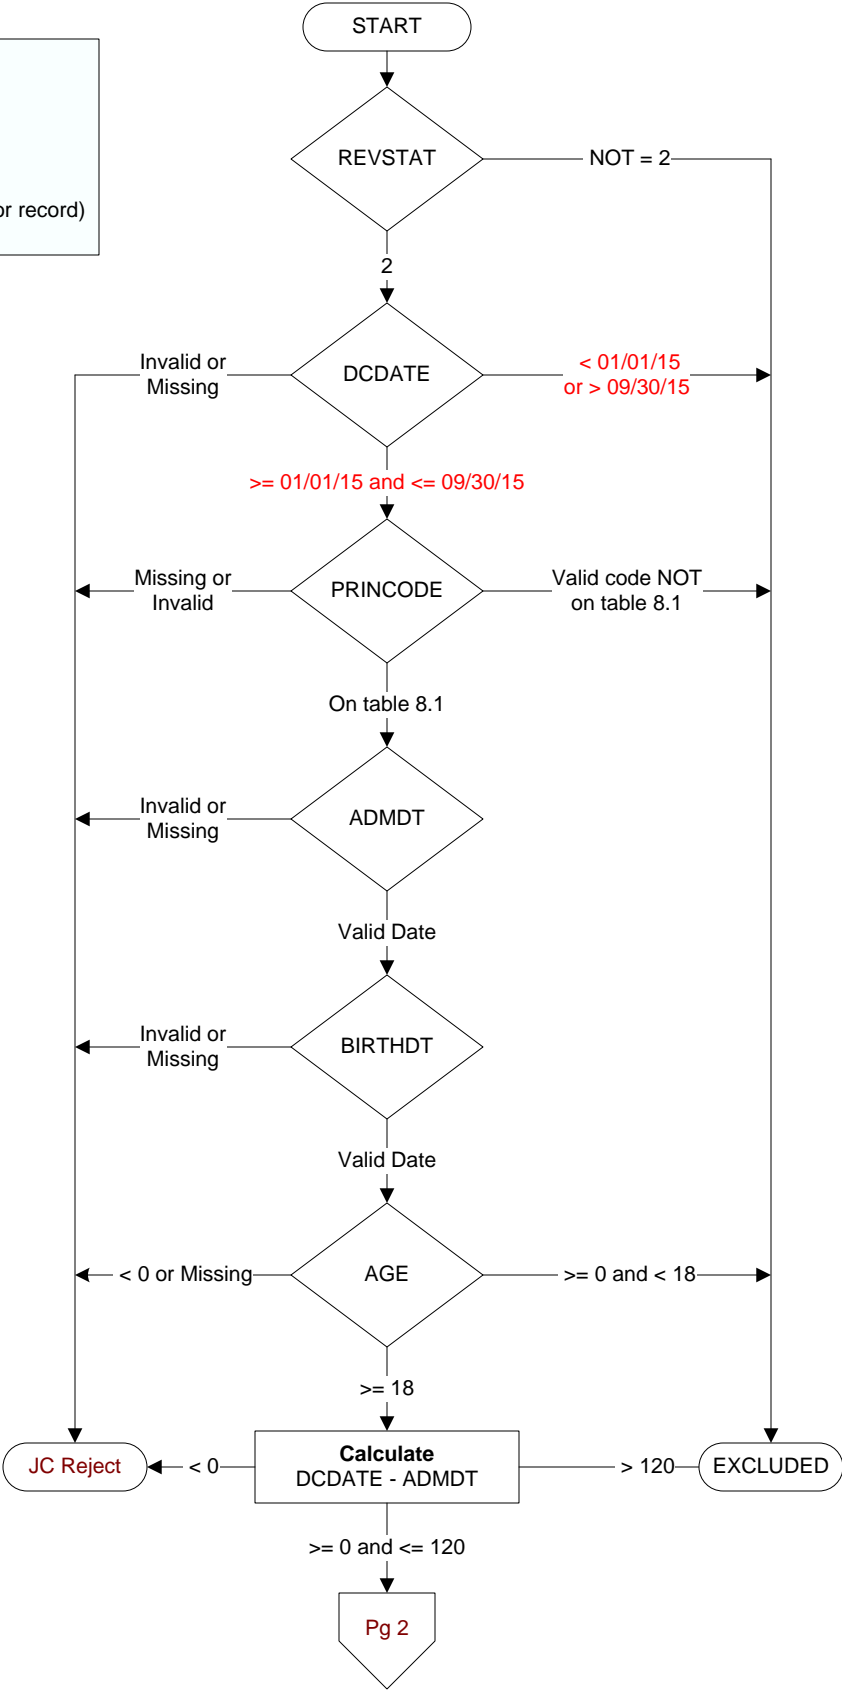 START
or record)
REVSTAT
NOT = 2
2
Invalid or
Missing
DCDATE
< 01/01/15
or > 09/30/15
>= 01/01/15 and <= 09/30/15
Missing or
Invalid
PRINCODE
Valid code NOT
on table 8.1
On table 8.1
Invalid or
Missing
ADMDT
Valid Date
Invalid or
Missing
BIRTHDT
Valid Date
< 0 or Missing
AGE
>= 0 and < 18
>= 18
JC Reject
< 0
Calculate
DCDATE - ADMDT
> 120
EXCLUDED
>= 0 and <= 120
Pg 2